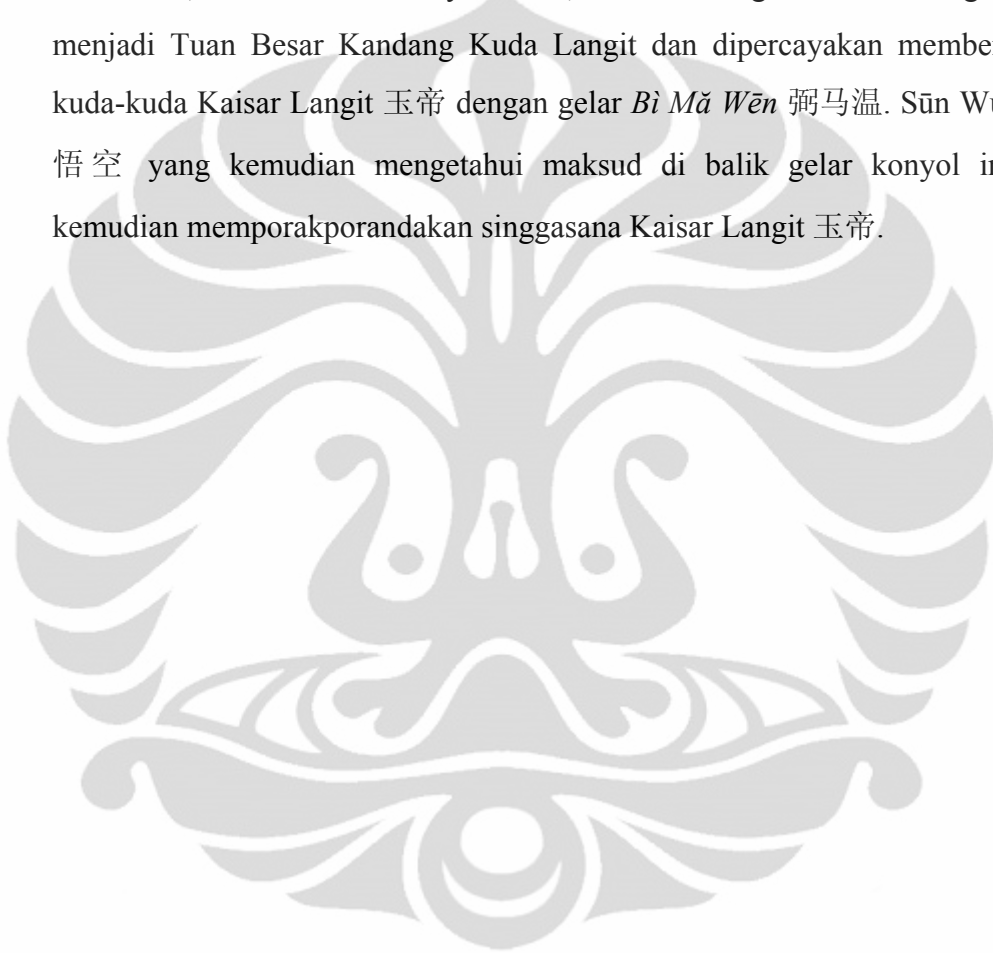 menjadi Tuan Besar Kandang Kuda Langit dan dipercayakan
kuda-kuda Kaisar Langit 玉帝 dengan gelar Bì Mǎ Wēn 弼马温. Sūn
悟空 yang kemudian mengetahui maksud di balik gelar konyol
kemudian memporakporandakan singgasana Kaisar Langit 玉帝.